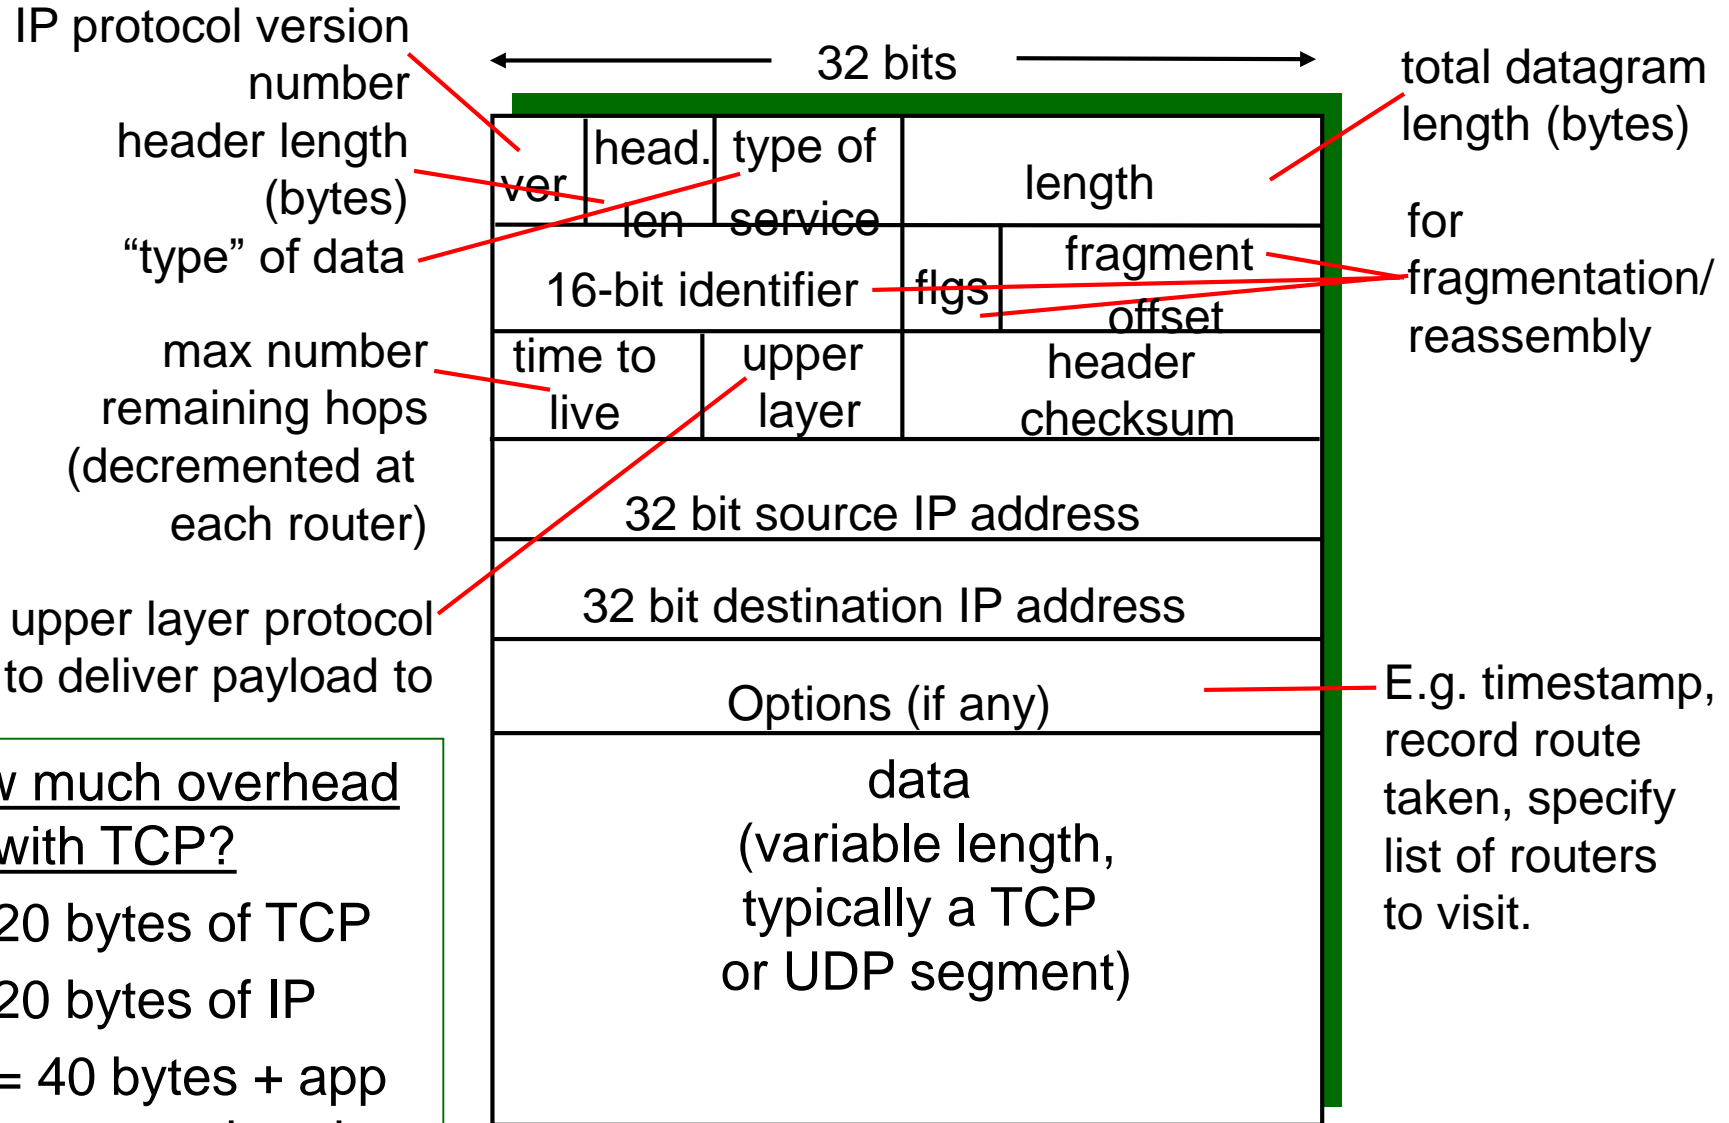 IP protocol version
number
header length
(bytes)
“type” of data
max number
remaining hops
(decremented at
each router)
upper layer protocol
to deliver payload to
much overhead
with TCP?
20 bytes of TCP
20 bytes of IP
= 40 bytes + app
32 bits
ver
head.
len
type of
service
length
16-bit identifier
flgs
fragment
offset
time to
live
upper
layer
header
checksum
32 bit source IP address
32 bit destination IP address
Options (if any)
data
(variable length,
typically a TCP
or UDP segment)
total datagram
length (bytes)
for
fragmentation/
reassembly
E.g. timestamp,
record route
taken, specify
list of routers
to visit.